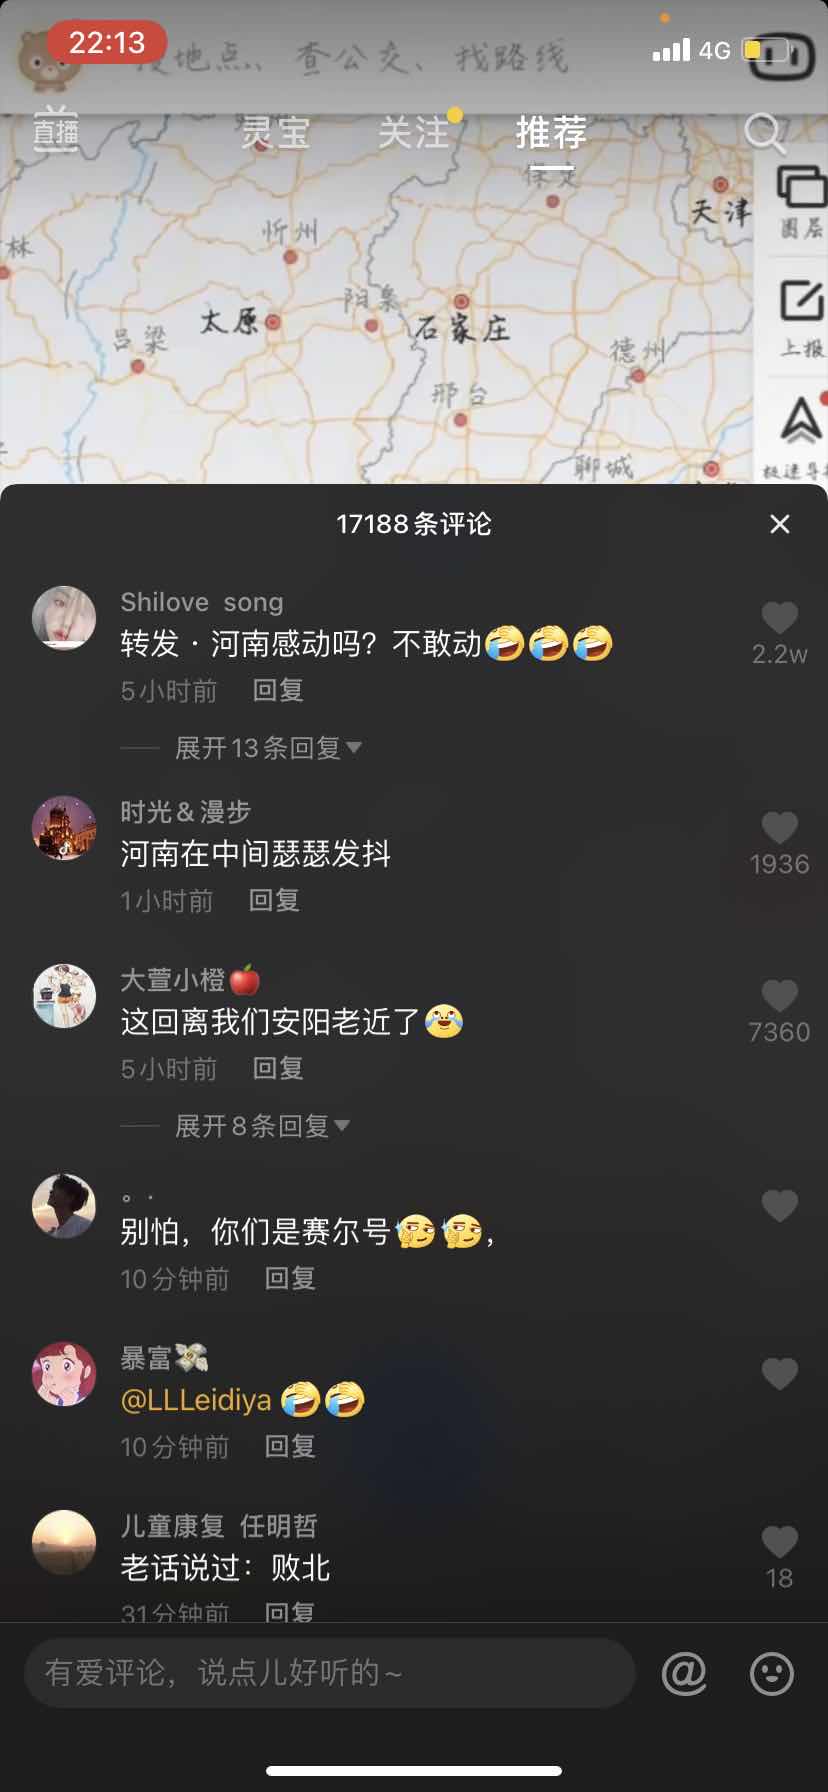 22:13
地点、查公交、找路线
4G
直播
灵宝
关注
推荐
天津
图层
忻州
林
阳泉
太原
石家庄
上报
吕梁
德州
邢台
聊城
17188条评论
Shilove song
转发·河南感动吗？不敢动🤣🤣🤣
2.2w
5小时前 回复
展开13条回复
时光&漫步
河南在中间瑟瑟发抖
1936
1小时前 回复
大萱小橙🍎
这回离我们安阳老近了😂
7360
5小时前 回复
展开8条回复
。.
别怕，你们是赛尔号,
10分钟前 回复
暴富💸
@LLLeidiya 🤣🤣
10分钟前 回复
儿童康复 任明哲
老话说过：败北
18
31分钟前 回复
有爱评论，说点儿好听的~
@